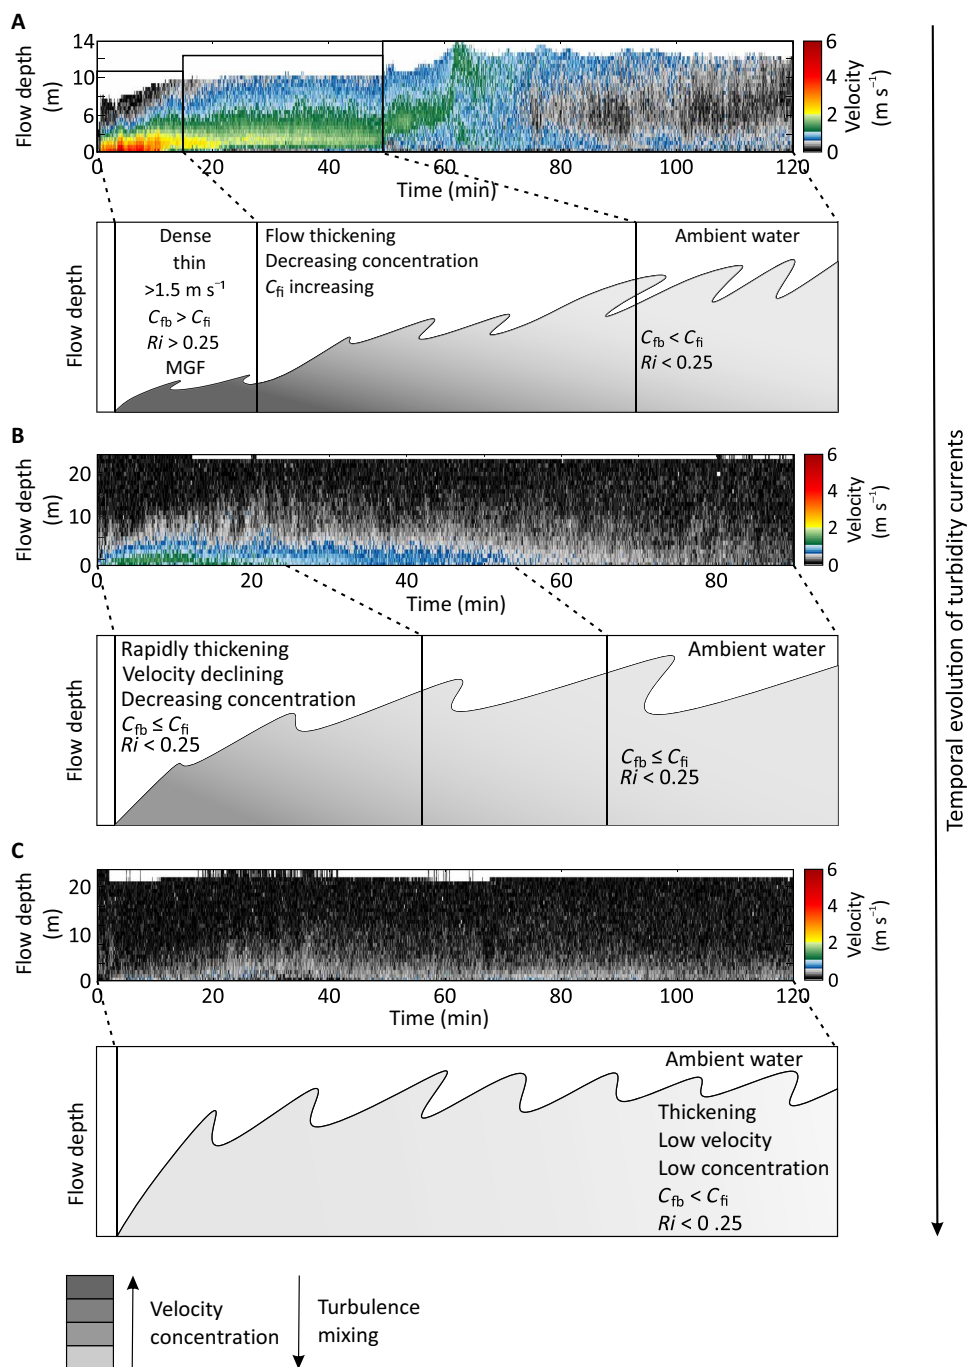 A
14
10
6
0
Flow depth
(m)
0
20
40
60
80
100
120
Time (min)
6
4
2
0
Velocity
(m s⁻¹)
Flow depth
Dense
thin
>1.5 m s⁻¹
Cfb > Cfi
Ri > 0.25
MGF
Flow thickening
Decreasing concentration
Cfi increasing
Ambient water
Cfb < Cfi
Ri < 0.25
B
20
10
0
Flow depth
(m)
0
20
40
60
80
Time (min)
6
4
2
0
Velocity
(m s⁻¹)
Flow depth
Rapidly thickening
Velocity declining
Decreasing concentration
Cfb ≤ Cfi
Ri < 0.25
Ambient water
Cfb ≤ Cfi
Ri < 0.25
C
20
10
0
Flow depth
(m)
0
20
40
60
80
100
120
Time (min)
6
4
2
0
Velocity
(m s⁻¹)
Flow depth
Ambient water
Thickening
Low velocity
Low concentration
Cfb < Cfi
Ri < 0 .25
Temporal evolution of turbidity currents
Velocity
concentration
Turbulence
mixing